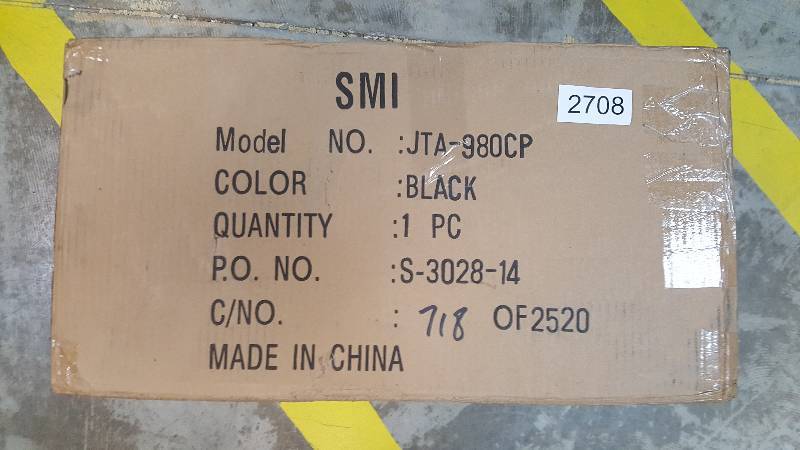 SMI
2708
Model NO. :JTA-980CP
COLOR :BLACK
QUANTITY :1 PC
P.O. NO. :S-3028-14
C/NO. : 718 OF2520
MADE IN CHINA